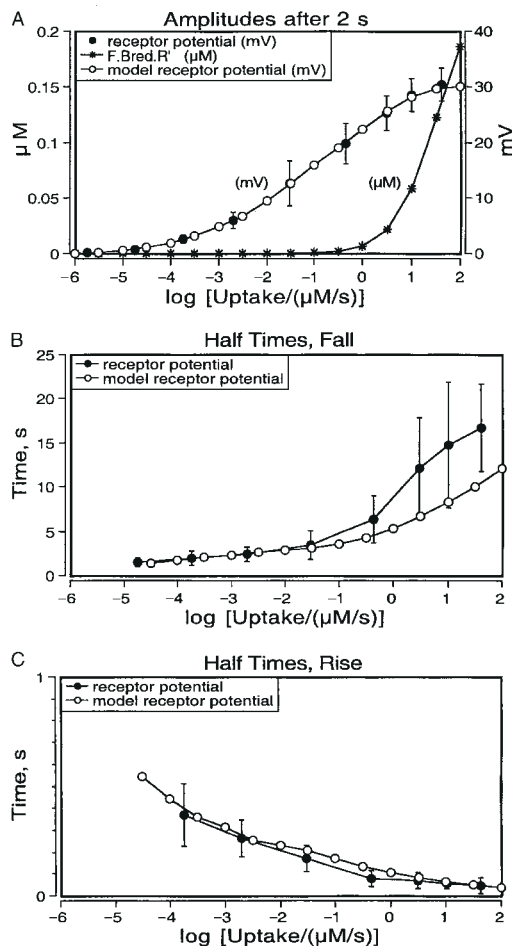 A
Amplitudes after 2 s
receptor potential (mV)
F.Bred.R' (µM)
model receptor potential (mV)
0.2
0.15
0.1
0.05
0
µM
40
30
20
10
0
mV
(mV)
(µM)
−6 −5 −4 −3 −2 −1 0 1 2
log [Uptake/(µM/s)]
B
Half Times, Fall
receptor potential
model receptor potential
25
20
15
10
5
0
Time, s
−6 −5 −4 −3 −2 −1 0 1 2
log [Uptake/(µM/s)]
C
Half Times, Rise
receptor potential
model receptor potential
1
0
Time, s
−6 −5 −4 −3 −2 −1 0 1 2
log [Uptake/(µM/s)]